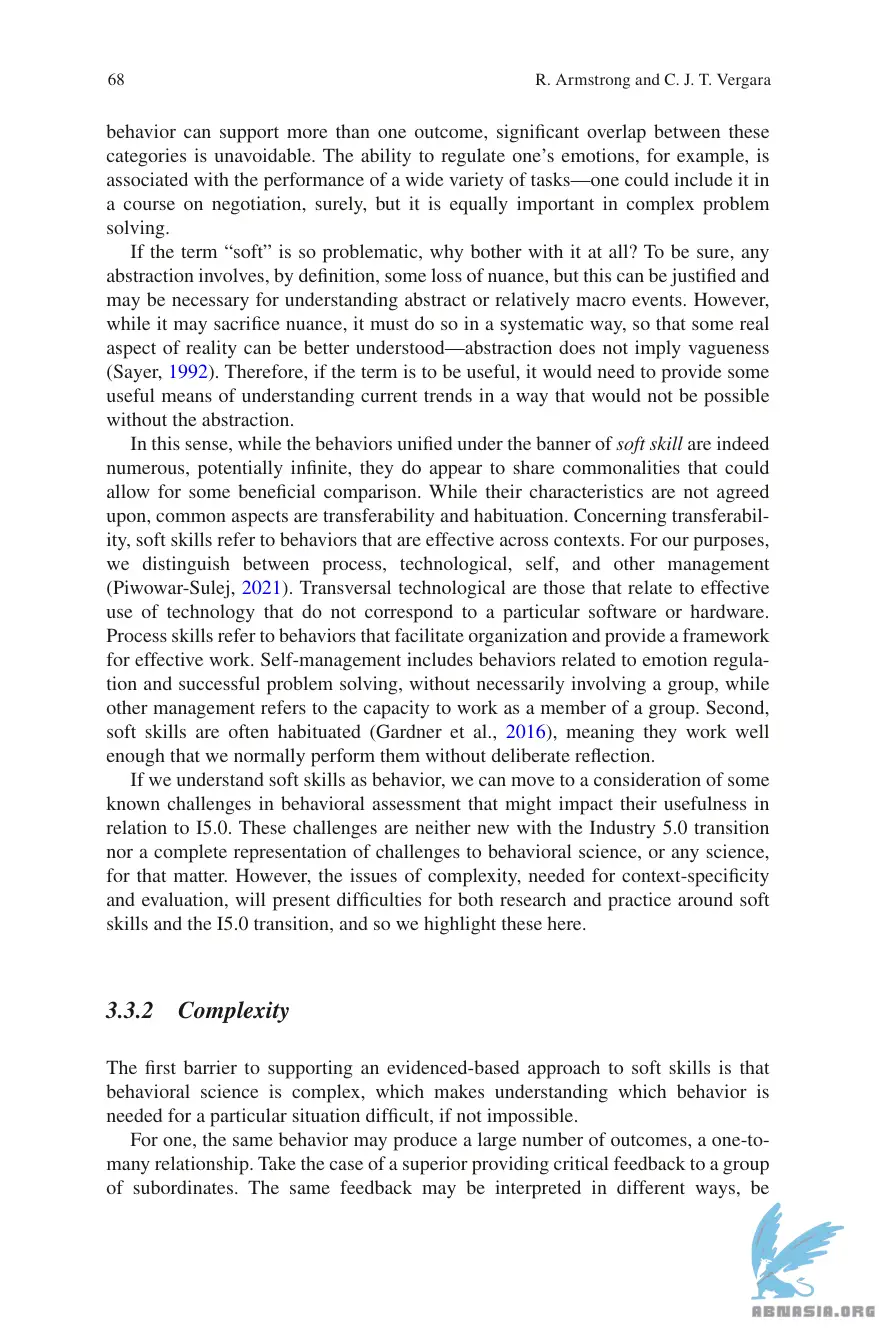 68 R. Armstrong and C. J. T. Vergara
behavior can support more than one outcome, significant overlap between these
categories is unavoidable. The ability to regulate one’s emotions, for example, is
associated with the performance of a wide variety of tasks—one could include it in
a course on negotiation, surely, but it is equally important in complex problem
solving.
If the term “soft” is so problematic, why bother with it at all? To be sure, any
abstraction involves, by definition, some loss of nuance, but this can be justified and
may be necessary for understanding abstract or relatively macro events. However,
while it may sacrifice nuance, it must do so in a systematic way, so that some real
aspect of reality can be better understood—abstraction does not imply vagueness
(Sayer, 1992). Therefore, if the term is to be useful, it would need to provide some
useful means of understanding current trends in a way that would not be possible
without the abstraction.
In this sense, while the behaviors unified under the banner of soft skill are indeed
numerous, potentially infinite, they do appear to share commonalities that could
allow for some beneficial comparison. While their characteristics are not agreed
upon, common aspects are transferability and habituation. Concerning transferabil-
ity, soft skills refer to behaviors that are effective across contexts. For our purposes,
we distinguish between process, technological, self, and other management
(Piwowar-Sulej, 2021). Transversal technological are those that relate to effective
use of technology that do not correspond to a particular software or hardware.
Process skills refer to behaviors that facilitate organization and provide a framework
for effective work. Self-management includes behaviors related to emotion regula-
tion and successful problem solving, without necessarily involving a group, while
other management refers to the capacity to work as a member of a group. Second,
soft skills are often habituated (Gardner et al., 2016), meaning they work well
enough that we normally perform them without deliberate reflection.
If we understand soft skills as behavior, we can move to a consideration of some
known challenges in behavioral assessment that might impact their usefulness in
relation to I5.0. These challenges are neither new with the Industry 5.0 transition
nor a complete representation of challenges to behavioral science, or any science,
for that matter. However, the issues of complexity, needed for context-specificity
and evaluation, will present difficulties for both research and practice around soft
skills and the I5.0 transition, and so we highlight these here.
3.3.2 Complexity
The first barrier to supporting an evidenced-based approach to soft skills is that
behavioral science is complex, which makes understanding which behavior is
needed for a particular situation difficult, if not impossible.
For one, the same behavior may produce a large number of outcomes, a one-to-
many relationship. Take the case of a superior providing critical feedback to a group
of subordinates. The same feedback may be interpreted in different ways, be
ABNASIA.ORG